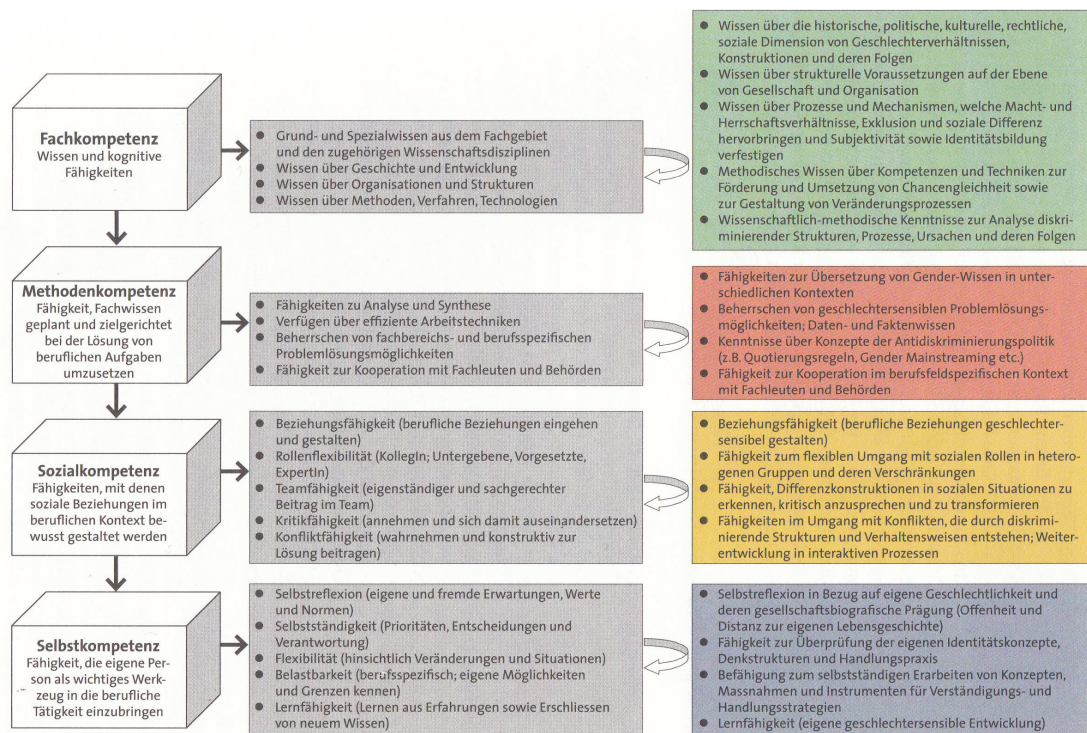 Fachkompetenz
Wissen und kognitive
Fähigkeiten
● Grund- und Spezialwissen aus dem Fachgebiet
und den zugehörigen Wissenschaftsdisziplinen
● Wissen über Geschichte und Entwicklung
● Wissen über Organisationen und Strukturen
● Wissen über Methoden, Verfahren, Technologien
● Wissen über die historische, politische, kulturelle, rechtliche,
soziale Dimension von Geschlechterverhältnissen,
Konstruktionen und deren Folgen
● Wissen über strukturelle Voraussetzungen auf der Ebene
von Gesellschaft und Organisation
● Wissen über Prozesse und Mechanismen, welche Macht- und
Herrschaftsverhältnisse, Exklusion und soziale Differenz
hervorbringen und Subjektivität sowie Identitätsbildung
verfestigen
● Methodisches Wissen über Kompetenzen und Techniken zur
Förderung und Umsetzung von Chancengleichheit sowie
zur Gestaltung von Veränderungsprozessen
● Wissenschaftlich-methodische Kenntnisse zur Analyse diskri-
minierender Strukturen, Prozesse, Ursachen und deren Folgen
Methodenkompetenz
Fähigkeit, Fachwissen
geplant und zielgerichtet
bei der Lösung von
beruflichen Aufgaben
umzusetzen
● Fähigkeiten zu Analyse und Synthese
● Verfügen über effiziente Arbeitstechniken
● Beherrschen von fachbereichs- und berufsspezifischen
Problemlösungsmöglichkeiten
● Fähigkeit zur Kooperation mit Fachleuten und Behörden
● Fähigkeiten zur Übersetzung von Gender-Wissen in unter-
schiedlichen Kontexten
● Beherrschen von geschlechtersensiblen Problemlösungs-
möglichkeiten; Daten- und Faktenwissen
● Kenntnisse über Konzepte der Antidiskriminierungspolitik
(z.B. Quotierungsregeln, Gender Mainstreaming etc.)
● Fähigkeit zur Kooperation im berufsfeldspezifischen Kontext
mit Fachleuten und Behörden
Sozialkompetenz
Fähigkeiten, mit denen
soziale Beziehungen im
beruflichen Kontext be-
wusst gestaltet werden
● Beziehungsfähigkeit (berufliche Beziehungen eingehen
und gestalten)
● Rollenflexibilität (KollegIn; Untergebene, Vorgesetzte,
ExpertIn)
● Teamfähigkeit (eigenständiger und sachgerechter
Beitrag im Team)
● Kritikfähigkeit (annehmen und sich damit auseinandersetzen)
● Konfliktfähigkeit (wahrnehmen und konstruktiv zur
Lösung beitragen)
● Beziehungsfähigkeit (berufliche Beziehungen geschlechter-
sensibel gestalten)
● Fähigkeit zum flexiblen Umgang mit sozialen Rollen in hetero-
genen Gruppen und deren Verschränkungen
● Fähigkeit, Differenzkonstruktionen in sozialen Situationen zu
erkennen, kritisch anzusprechen und zu transformieren
● Fähigkeiten im Umgang mit Konflikten, die durch diskrimi-
nierende Strukturen und Verhaltensweisen entstehen; Weiter-
entwicklung in interaktiven Prozessen
Selbstkompetenz
Fähigkeit, die eigene Per-
son als wichtiges Werk-
zeug in die berufliche
Tätigkeit einzubringen
● Selbstreflexion (eigene und fremde Erwartungen, Werte
und Normen)
● Selbstständigkeit (Prioritäten, Entscheidungen und
Verantwortung)
● Flexibilität (hinsichtlich Veränderungen und Situationen)
● Belastbarkeit (berufsspezifisch; eigene Möglichkeiten
und Grenzen kennen)
● Lernfähigkeit (Lernen aus Erfahrungen sowie Erschliessen
von neuem Wissen)
● Selbstreflexion in Bezug auf eigene Geschlechtlichkeit und
deren gesellschaftsbiografische Prägung (Offenheit und
Distanz zur eigenen Lebensgeschichte)
● Fähigkeit zur Überprüfung der eigenen Identitätskonzepte,
Denkstrukturen und Handlungspraxis
● Befähigung zum selbstständigen Erarbeiten von Konzepten,
Massnahmen und Instrumenten für Verständigungs- und
Handlungsstrategien
● Lernfähigkeit (eigene geschlechtersensible Entwicklung)